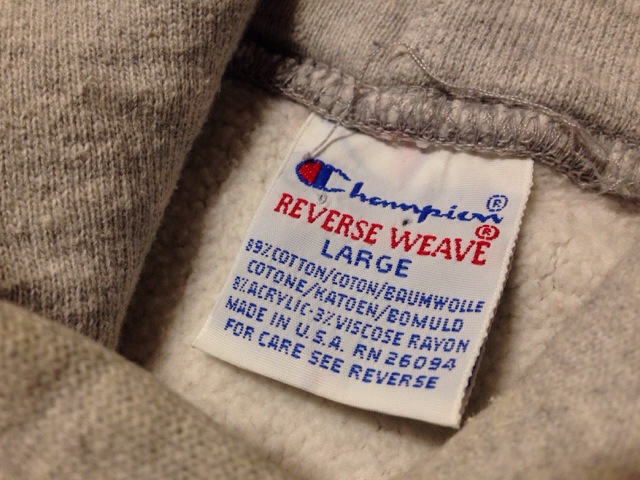 Champion®
REVERSE WEAVE®
LARGE
89% COTTON/COTON/BAUMWOLLE
COTONE/KATOEN/BOMULD
8% ACRYLIC-3% VISCOSE RAYON
MADE IN U.S.A. RN 26094
FOR CARE SEE REVERSE